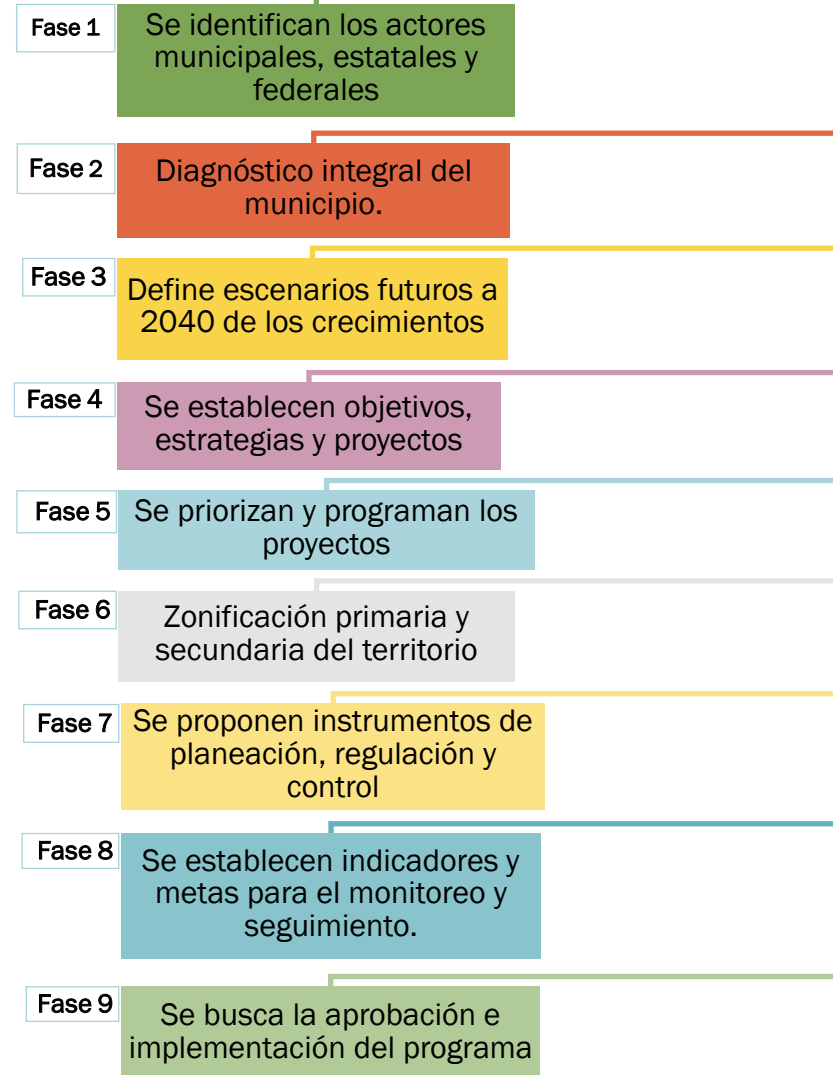 Fase 1
Se identifican los actores
municipales, estatales y
federales
Fase 2
Diagnóstico integral del
municipio.
Fase 3
Define escenarios futuros a
2040 de los crecimientos
Fase 4
Se establecen objetivos,
estrategias y proyectos
Fase 5
Se priorizan y programan los
proyectos
Fase 6
Zonificación primaria y
secundaria del territorio
Fase 7
Se proponen instrumentos de
planeación, regulación y
control
Fase 8
Se establecen indicadores y
metas para el monitoreo y
seguimiento.
Fase 9
Se busca la aprobación e
implementación del programa